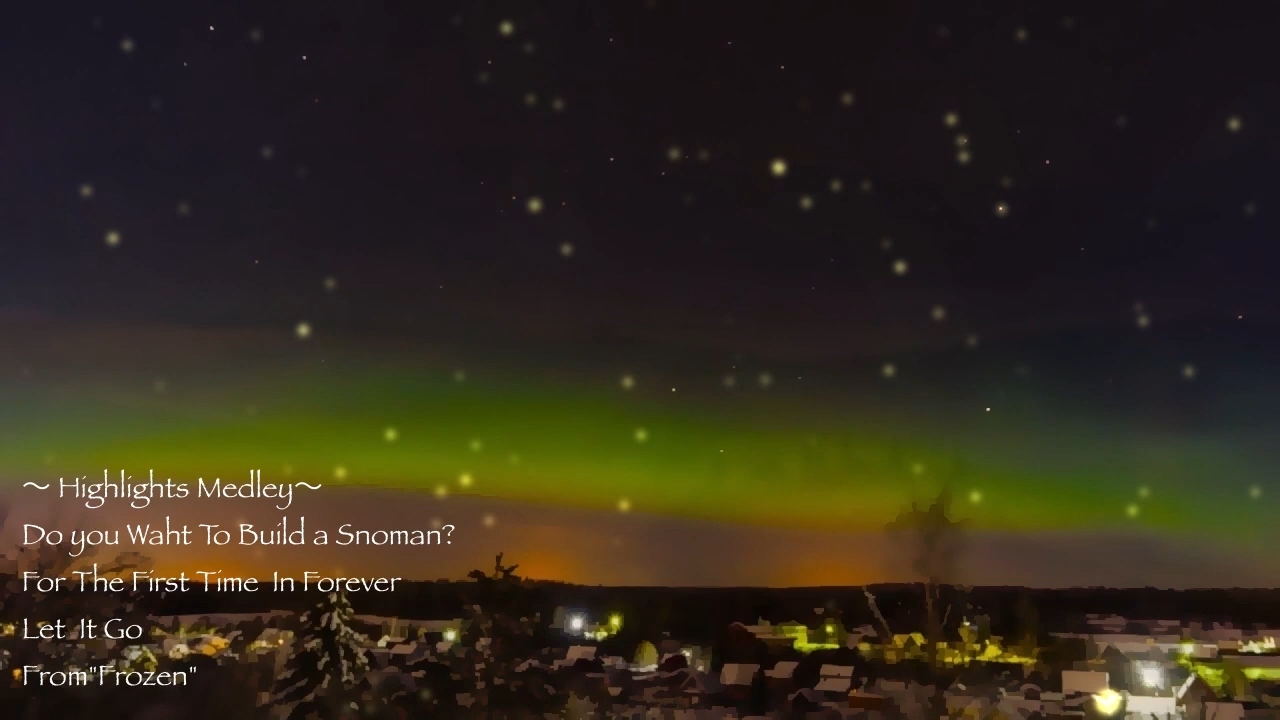 ～ Highlights Medley～
Do you Waht To Build a Snoman?
For The First Time In Forever
Let It Go
From"Frozen"